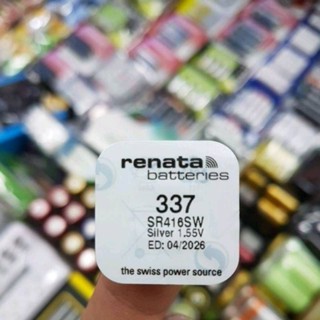 renata
batteries
337
SR416SW
Silver 1.55V
ED: 04/2026
the swiss power source